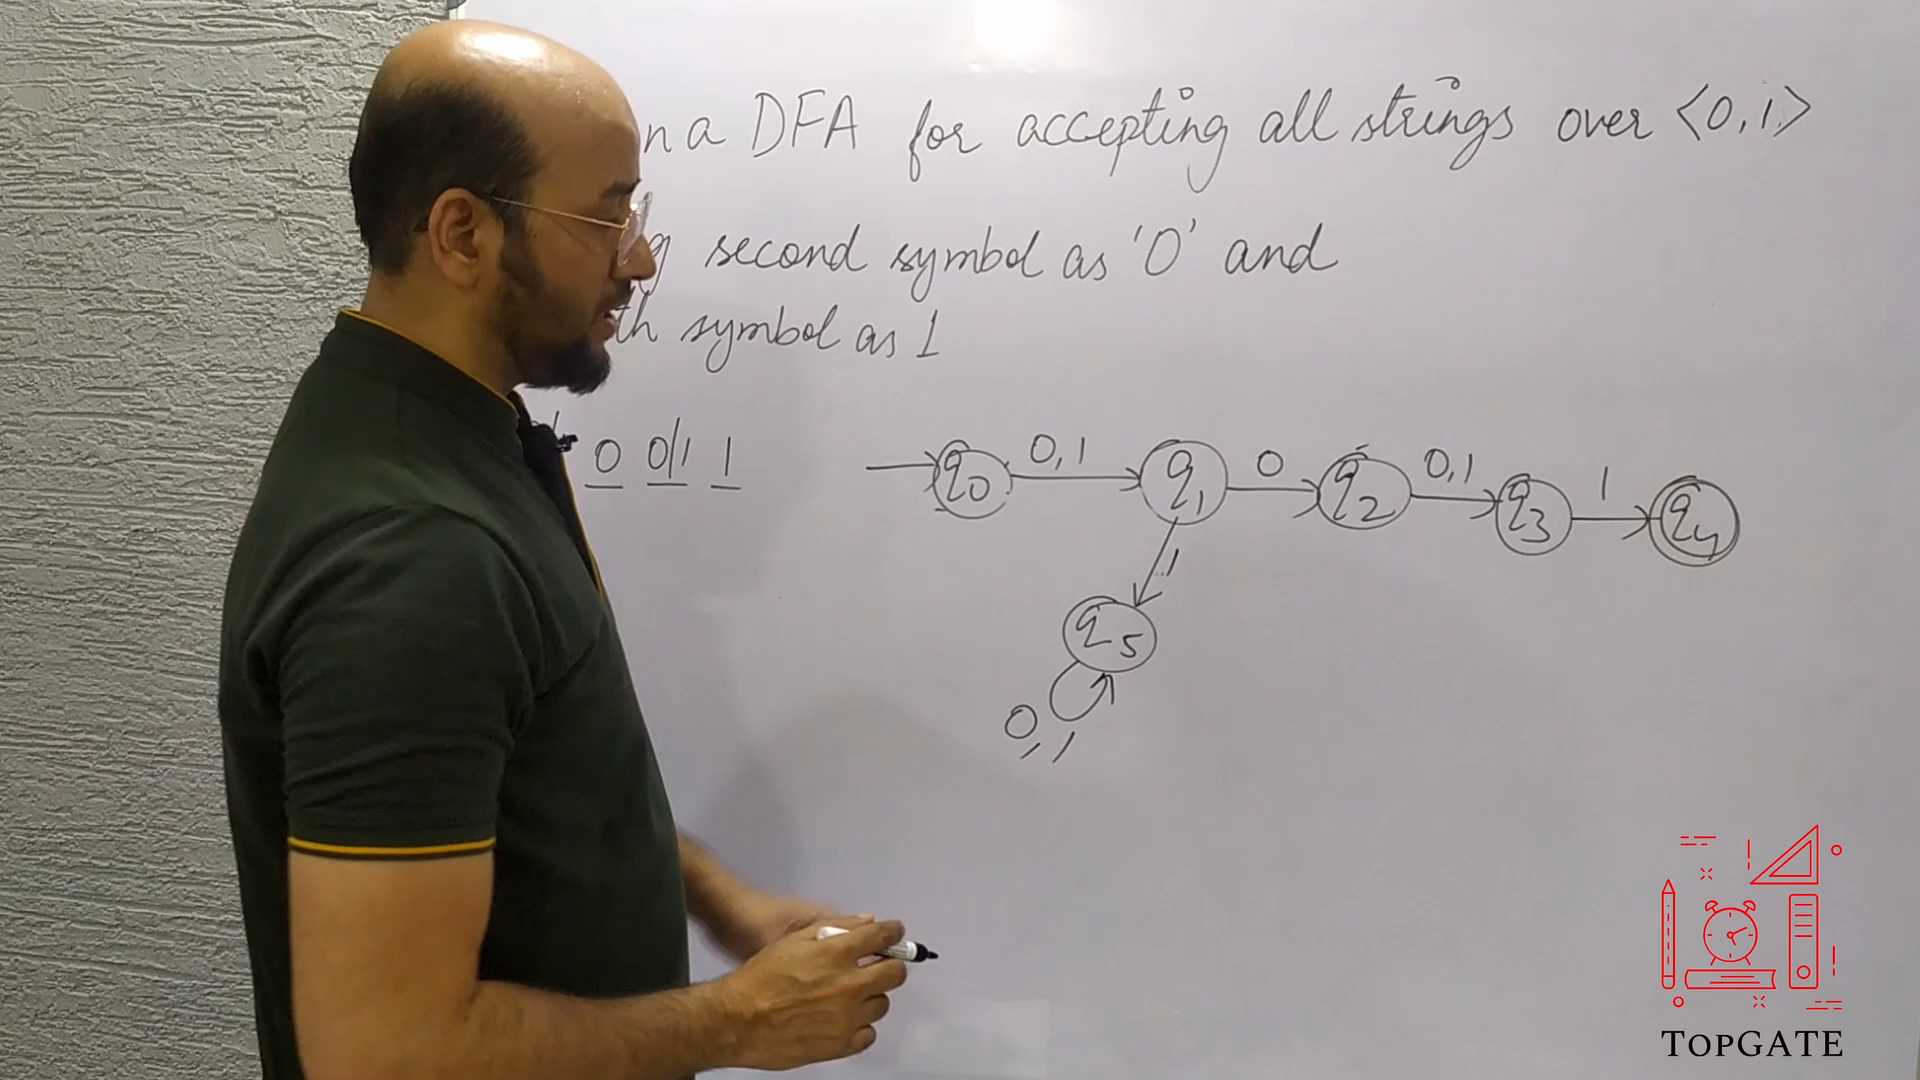 n a DFA for accepting all strings over <0,1>
g second symbol as '0' and
th symbol as 1
0 0/1 1
q0 0,1 q1 0 q2 0,1 q3 1 q4
1
q5
0,1
TOPGATE